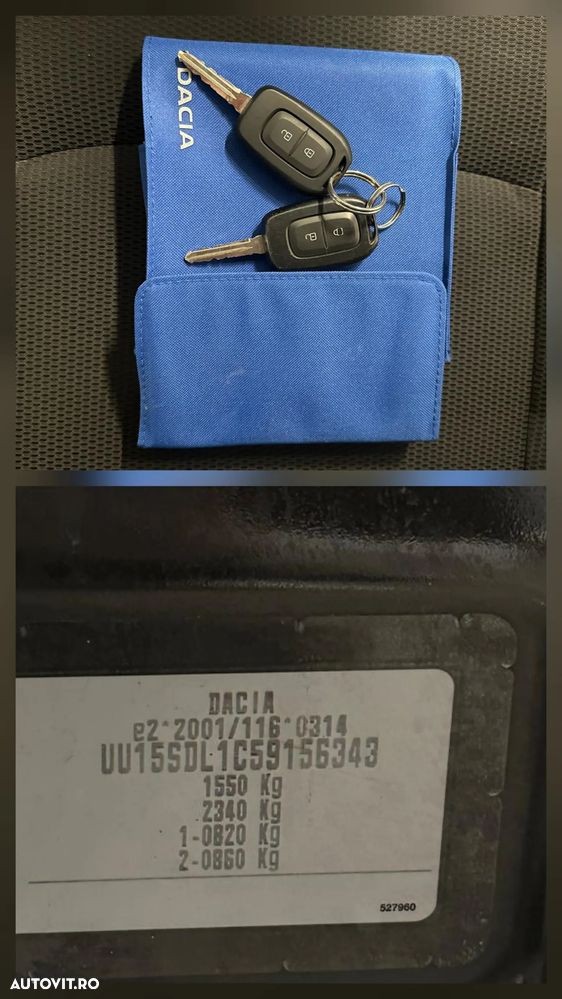 DACIA
DACIA
e2*2001/116*0314
UU15SDL1C59156343
1550 Kg
2340 Kg
1-0820 Kg
2-0860 Kg
527960
AUTOVIT.RO